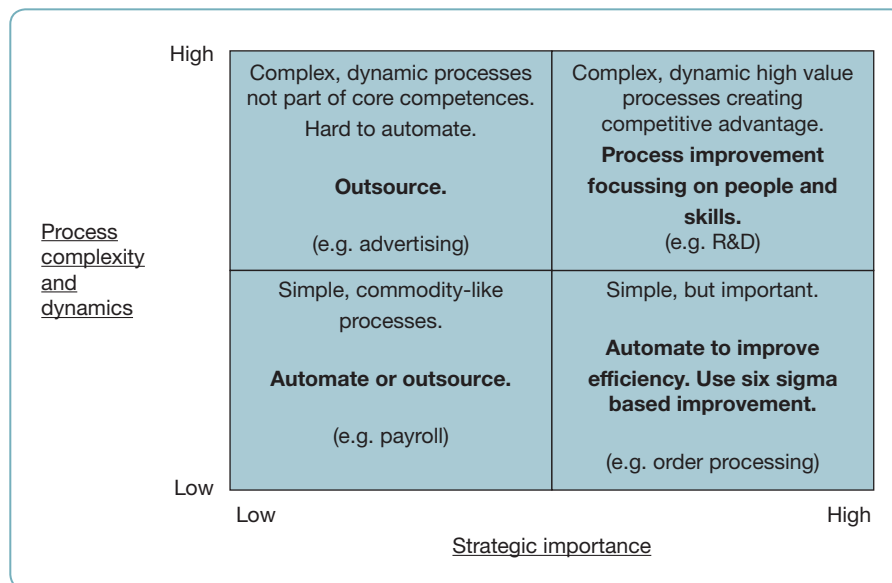 High
Complex, dynamic processes
not part of core competences.
Hard to automate.
Outsource.
(e.g. advertising)
Complex, dynamic high value
processes creating
competitive advantage.
Process improvement
focussing on people and
skills.
(e.g. R&D)
Process
complexity
and
dynamics
Simple, commodity-like
processes.
Automate or outsource.
(e.g. payroll)
Simple, but important.
Automate to improve
efficiency. Use six sigma
based improvement.
(e.g. order processing)
Low
Low
High
Strategic importance